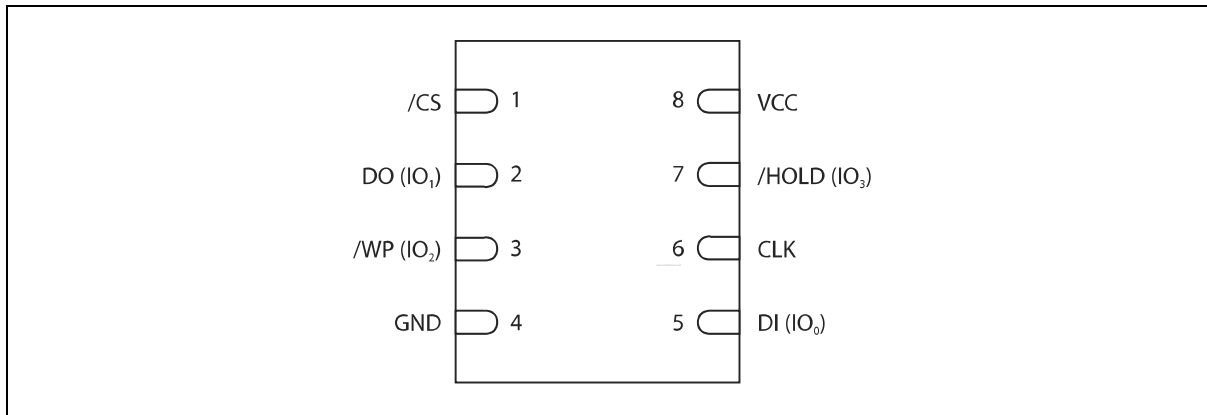 /CS 1 8 VCC
DO (IO₁) 2 7 /HOLD (IO₃)
/WP (IO₂) 3 6 CLK
GND 4 5 DI (IO₀)